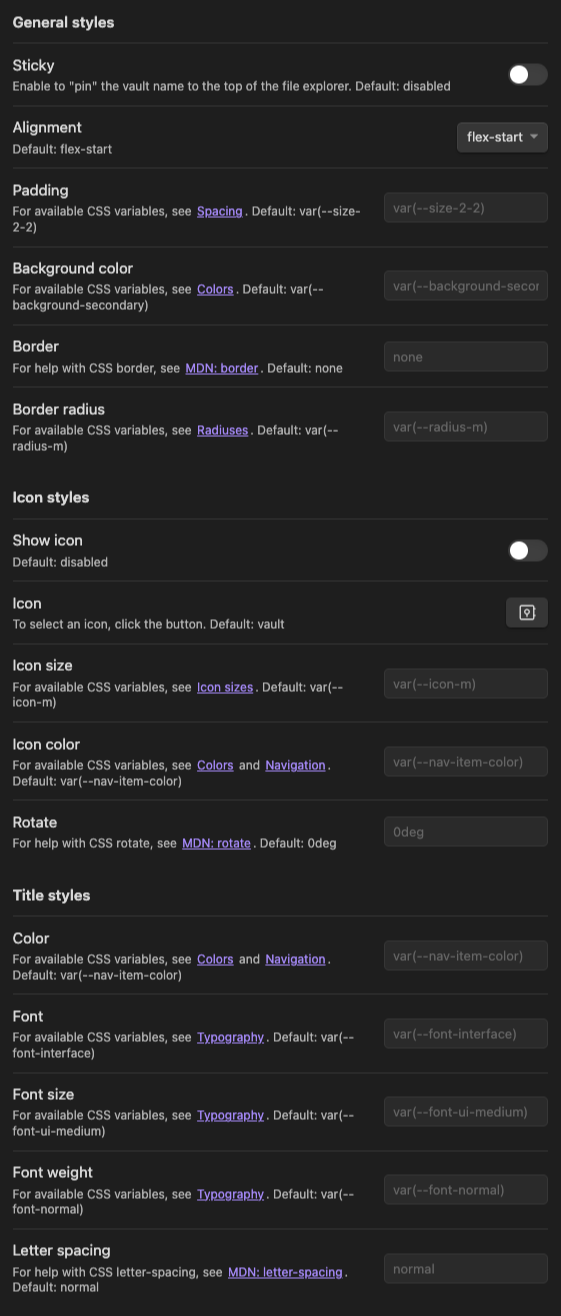 General styles
Sticky
Enable to "pin" the vault name to the top of the file explorer. Default: disabled
Alignment
Default: flex-start
flex-start
Padding
For available CSS variables, see Spacing. Default: var(--size-
2-2)
var(--size-2-2)
Background color
For available CSS variables, see Colors. Default: var(--
background-secondary)
var(--background-secor
Border
For help with CSS border, see MDN: border. Default: none
none
Border radius
For available CSS variables, see Radiuses. Default: var(--
radius-m)
var(--radius-m)
Icon styles
Show icon
Default: disabled
Icon
To select an icon, click the button. Default: vault
Icon size
For available CSS variables, see Icon sizes. Default: var(--
icon-m)
var(--icon-m)
Icon color
For available CSS variables, see Colors and Navigation.
Default: var(--nav-item-color)
var(--nav-item-color)
Rotate
For help with CSS rotate, see MDN: rotate. Default: 0deg
0deg
Title styles
Color
For available CSS variables, see Colors and Navigation.
Default: var(--nav-item-color)
var(--nav-item-color)
Font
For available CSS variables, see Typography. Default: var(--
font-interface)
var(--font-interface)
Font size
For available CSS variables, see Typography. Default: var(--
font-ui-medium)
var(--font-ui-medium)
Font weight
For available CSS variables, see Typography. Default: var(--
font-normal)
var(--font-normal)
Letter spacing
For help with CSS letter-spacing, see MDN: letter-spacing.
Default: normal
normal